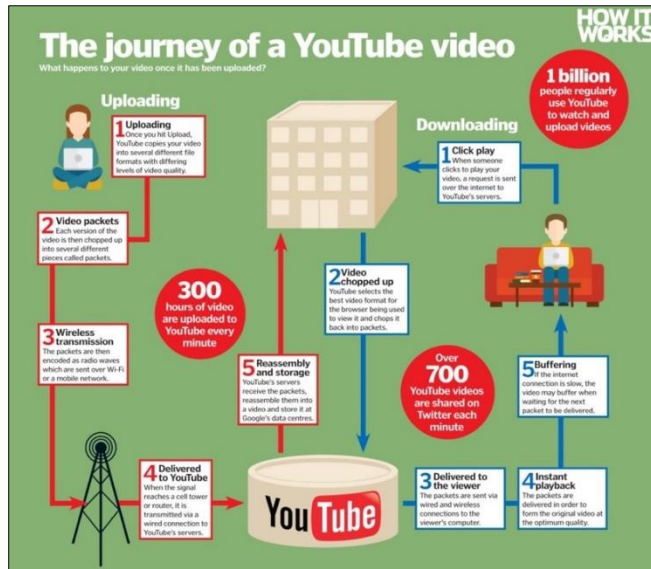 HOW IT
WORKS
The journey of a YouTube video
What happens to your video once it has been uploaded?
Uploading
1 Uploading
Once you hit Upload,
YouTube copies your video
into several different file
formats with differing
levels of video quality.
2 Video packets
Each version of the
video is then chopped up
into several different
pieces called packets.
3 Wireless
transmission
The packets are then
encoded as radio waves
which are sent over Wi-Fi
or a mobile network.
4 Delivered
to YouTube
When the signal
reaches a cell tower
or router, it is
transmitted via a
wired connection to
YouTube's servers.
5 Reassembly
and storage
YouTube's servers
receive the packets,
reassemble them into
a video and store it at
Google's data centres.
300
hours of video
are uploaded to
YouTube every
minute
YouTube
Downloading
1 Click play
When someone
clicks to play your
video, a request is sent
over the internet to
YouTube's servers.
2 Video
chopped up
YouTube selects the
best video format for
the browser being used
to view it and chops it
back into packets.
3 Delivered to
the viewer
The packets are sent via
wired and wireless
connections to the
viewer's computer.
4 Instant
playback
The packets are
delivered in order to
form the original video at
the optimum quality.
5 Buffering
If the internet
connection is slow, the
video may buffer when
waiting for the next
packet to be delivered.
Over
700
YouTube videos
are shared on
Twitter each
minute
1 billion
people regularly
use YouTube
to watch and
upload videos